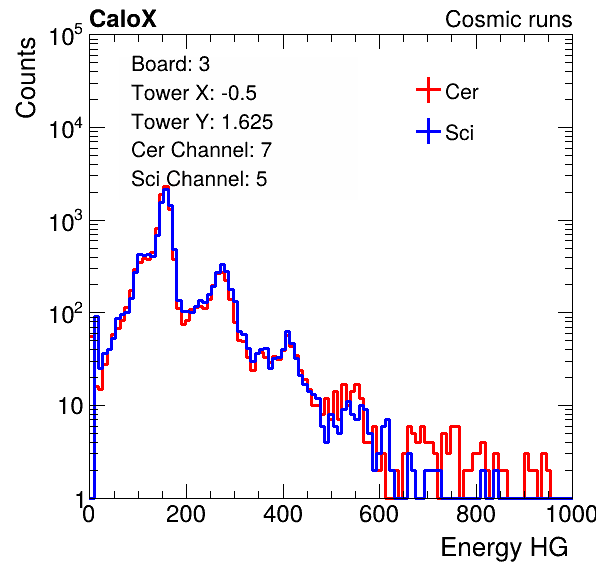 CaloX Cosmic runs
Counts
10^5
10^4
10^3
10^2
10
1
Board: 3
Tower X: -0.5
Tower Y: 1.625
Cer Channel: 7
Sci Channel: 5
Cer
Sci
0 200 400 600 800 1000
Energy HG